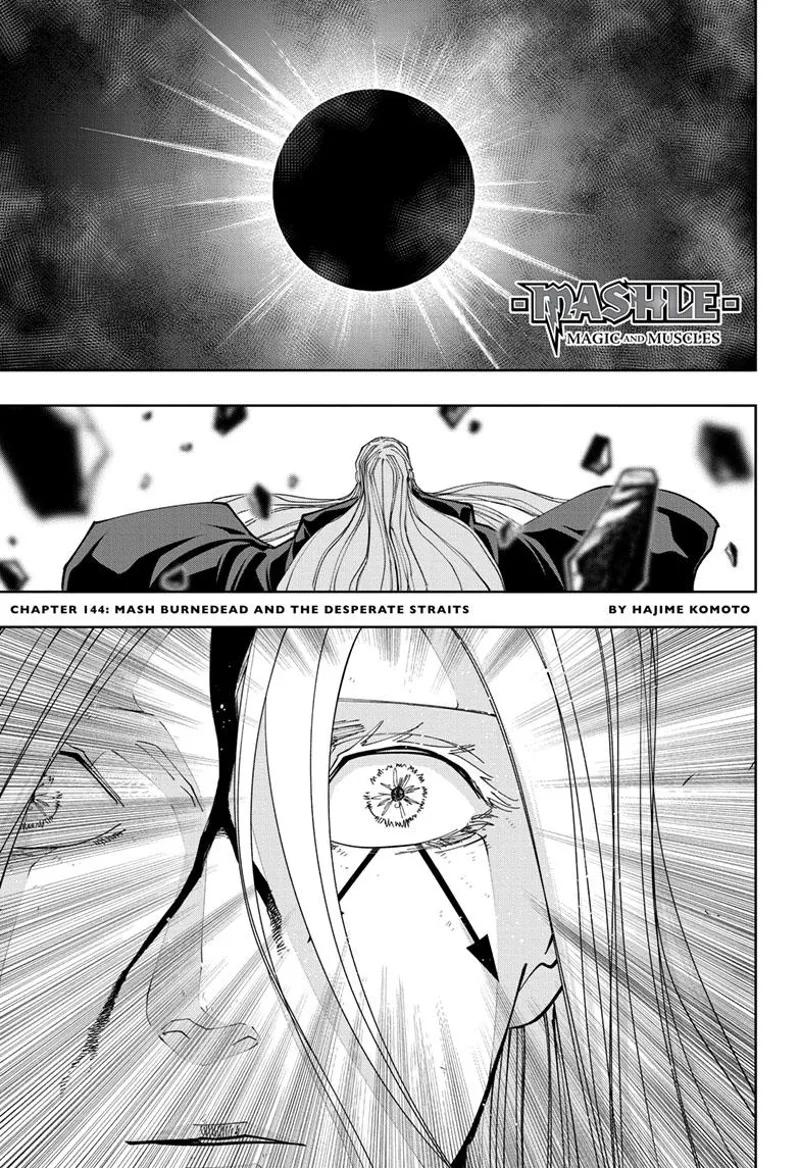 -MASHLE-
MAGIC AND MUSCLES
CHAPTER 144: MASH BURNEDEAD AND THE DESPERATE STRAITS
BY HAJIME KOMOTO